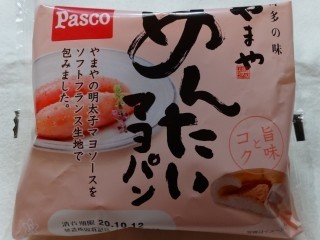 Pasco
多の味
やまや
めんたい
マヨパン
やまやの明太子マヨソースを
ソフトフランス生地で
包みました。
旨味
と
コク
消費期限 20.10.12